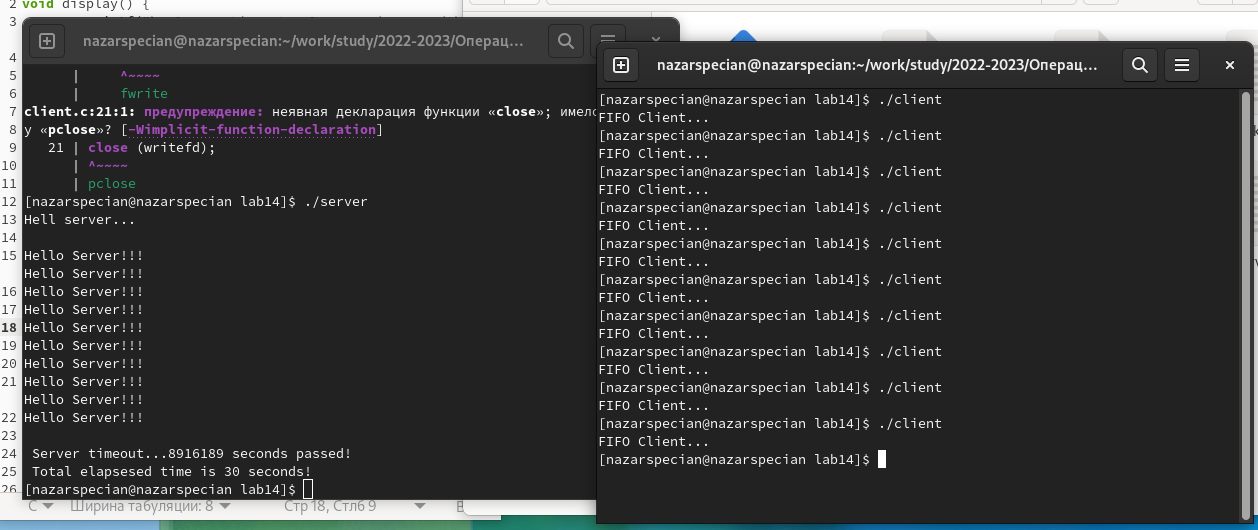 2 void display() {
3
nazarspecian@nazarspecian:~/work/study/2022-2023/Операц...
4
5 | ^~~~~
6 | fwrite
7 client.c:21:1: предупреждение: неявная декларация функции «close»; имело
8 у «pclose»? [-Wimplicit-function-declaration]
9 21 | close (writefd);
10 | ^~~~~
11 | pclose
12 [nazarspecian@nazarspecian lab14]$ ./server
13 Hell server...
14
15 Hello Server!!!
Hello Server!!!
16 Hello Server!!!
17 Hello Server!!!
18 Hello Server!!!
19 Hello Server!!!
20 Hello Server!!!
21 Hello Server!!!
Hello Server!!!
22 Hello Server!!!
23
24 Server timeout...8916189 seconds passed!
25 Total elapsesed time is 30 seconds!
26 [nazarspecian@nazarspecian lab14]$
C Ширина табуляции: 8 Стр 18, Стлб 9 В
nazarspecian@nazarspecian:~/work/study/2022-2023/Операц...
[nazarspecian@nazarspecian lab14]$ ./client
FIFO Client...
[nazarspecian@nazarspecian lab14]$ ./client
FIFO Client...
[nazarspecian@nazarspecian lab14]$ ./client
FIFO Client...
[nazarspecian@nazarspecian lab14]$ ./client
FIFO Client...
[nazarspecian@nazarspecian lab14]$ ./client
FIFO Client...
[nazarspecian@nazarspecian lab14]$ ./client
FIFO Client...
[nazarspecian@nazarspecian lab14]$ ./client
FIFO Client...
[nazarspecian@nazarspecian lab14]$ ./client
FIFO Client...
[nazarspecian@nazarspecian lab14]$ ./client
FIFO Client...
[nazarspecian@nazarspecian lab14]$ ./client
FIFO Client...
[nazarspecian@nazarspecian lab14]$